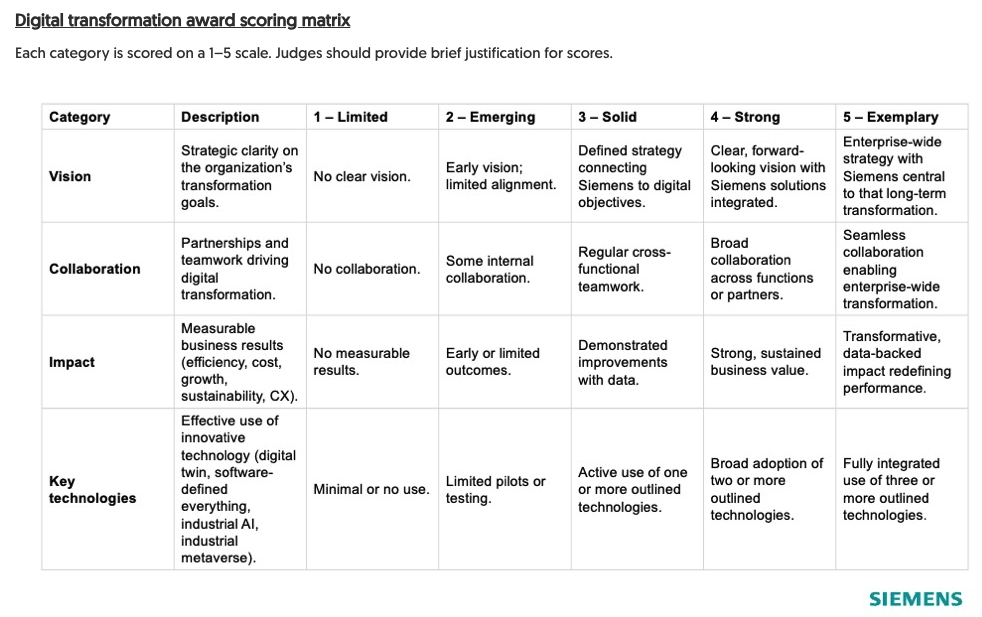 Digital transformation award scoring matrix
Each category is scored on a 1–5 scale. Judges should provide brief justification for scores.
Category
Description
1 – Limited
2 – Emerging
3 – Solid
4 – Strong
5 – Exemplary
Vision
Strategic clarity on
the organization's
transformation
goals.
No clear vision.
Early vision;
limited alignment.
Defined strategy
connecting
Siemens to digital
objectives.
Clear, forward-
looking vision with
Siemens solutions
integrated.
Enterprise-wide
strategy with
Siemens central
to that long-term
transformation.
Collaboration
Partnerships and
teamwork driving
digital
transformation.
No collaboration.
Some internal
collaboration.
Regular cross-
functional
teamwork.
Broad
collaboration
across functions
or partners.
Seamless
collaboration
enabling
enterprise-wide
transformation.
Impact
Measurable
business results
(efficiency, cost,
growth,
sustainability, CX).
No measurable
results.
Early or limited
outcomes.
Demonstrated
improvements
with data.
Strong, sustained
business value.
Transformative,
data-backed
impact redefining
performance.
Key
technologies
Effective use of
innovative
technology (digital
twin, software-
defined
everything,
industrial AI,
industrial
metaverse).
Minimal or no use.
Limited pilots or
testing.
Active use of one
or more outlined
technologies.
Broad adoption of
two or more
outlined
technologies.
Fully integrated
use of three or
more outlined
technologies.
SIEMENS